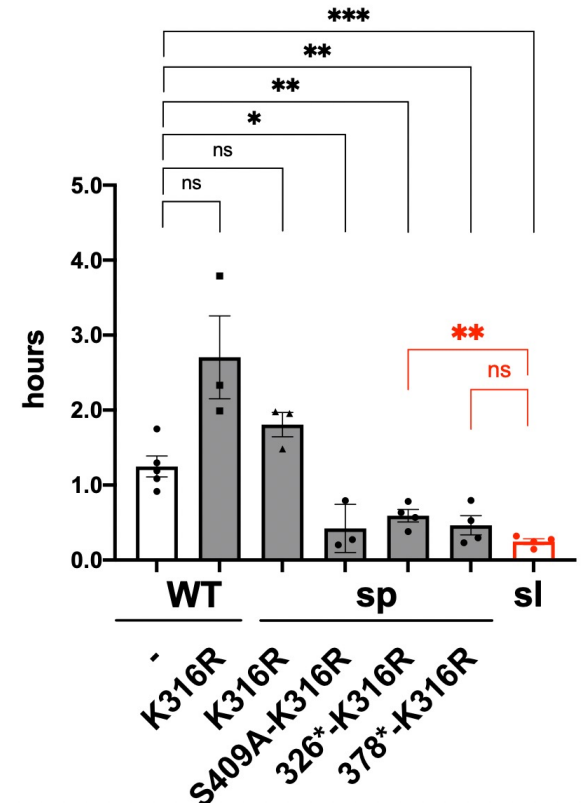 ***
**
**
*
ns
ns
5.0
4.0
3.0
2.0
1.0
0.0
hours
**
ns
WT
sp
sl
-
K316R
K316R
S409A-K316R
326*-K316R
378*-K316R